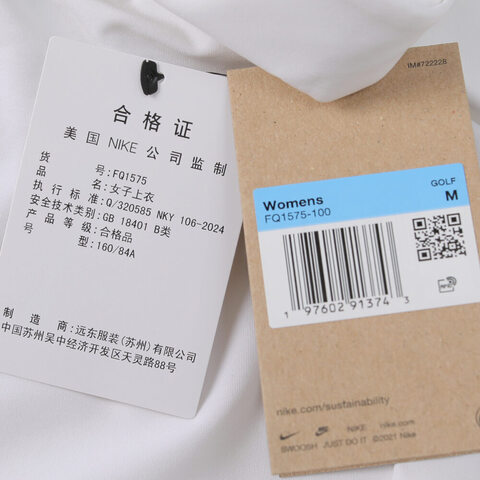 合格证
美国 NIKE 公司监制
货号:FQ1575
品名:女子上衣
执行标准:Q/320585 NKY 106-2024
安全技术类别:GB 18401 B类
产品等级:合格品
号型:160/84A
制造商:远东服装(苏州)有限公司
中国苏州吴中经济开发区天灵路88号
IM#722228
GOLF
Womens M
FQ1575-100
1 97602 91374 3
RFID
nike.com/sustainability
NIKE nike.com
SWOOSH JUST DO IT ©2021 Nike